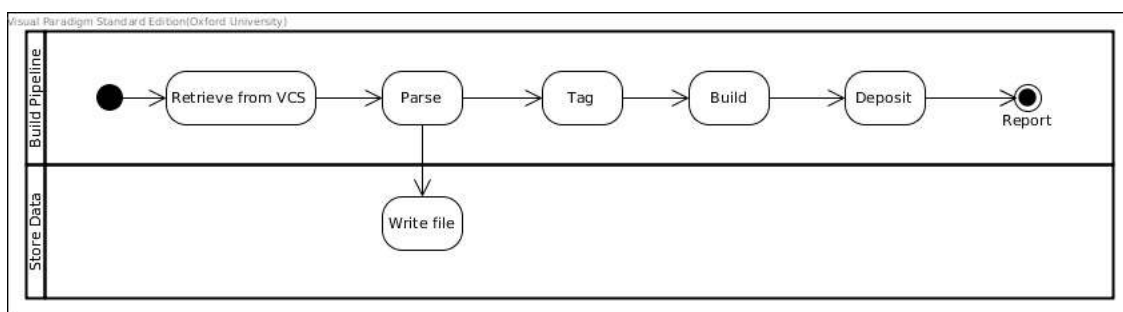 Visual Paradigm Standard Edition(Oxford University)
Build Pipeline
Retrieve from VCS
Parse
Tag
Build
Deposit
Report
Store Data
Write file